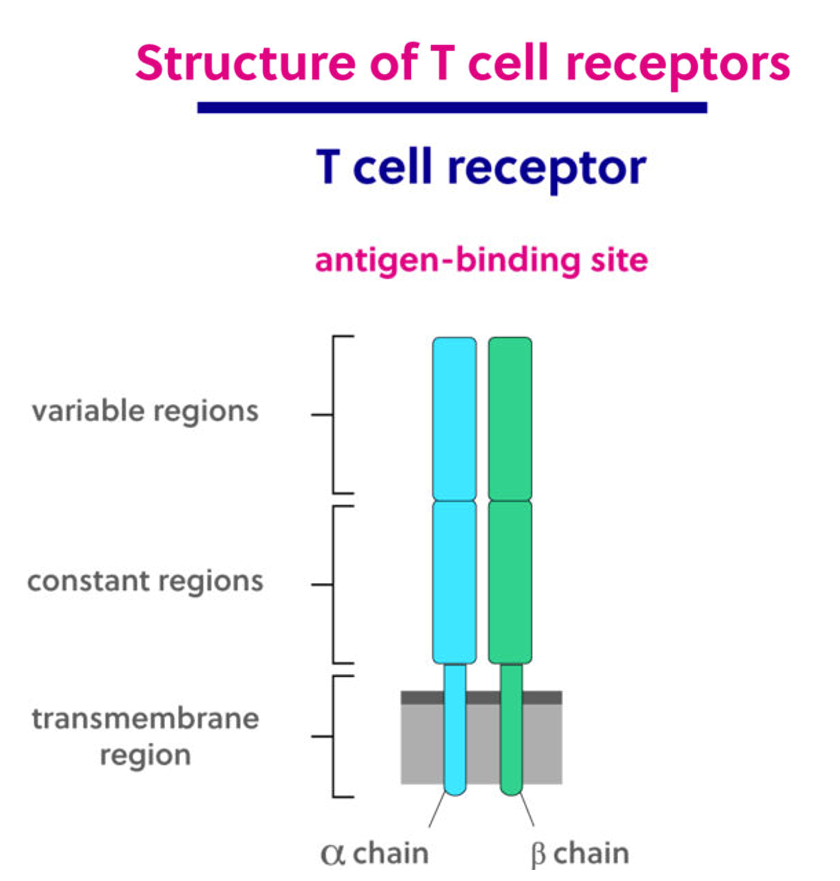 Structure of T cell receptors
T cell receptor
antigen-binding site
variable regions
constant regions
transmembrane
region
α chain
β chain